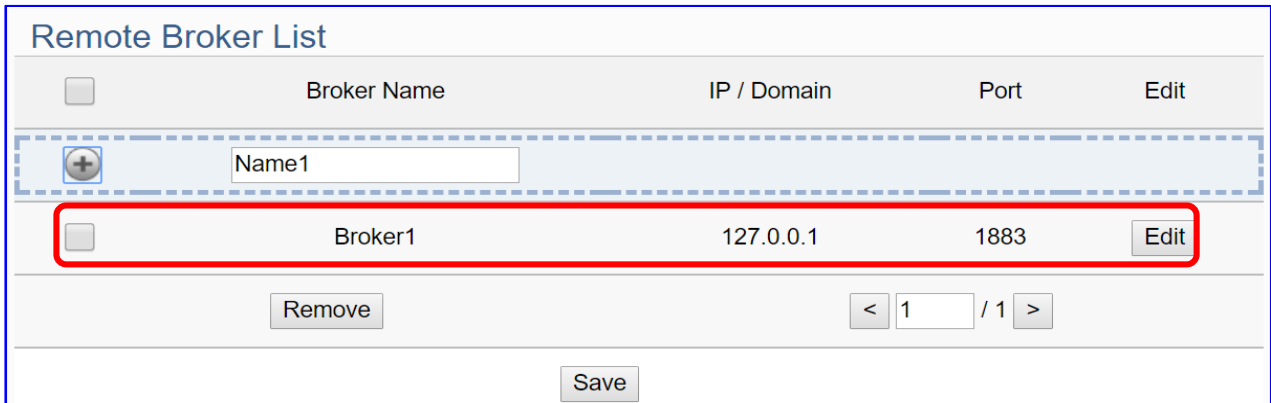 Remote Broker List
Broker Name IP / Domain Port Edit
Name1
Broker1 127.0.0.1 1883 Edit
Remove < 1 / 1 >
Save